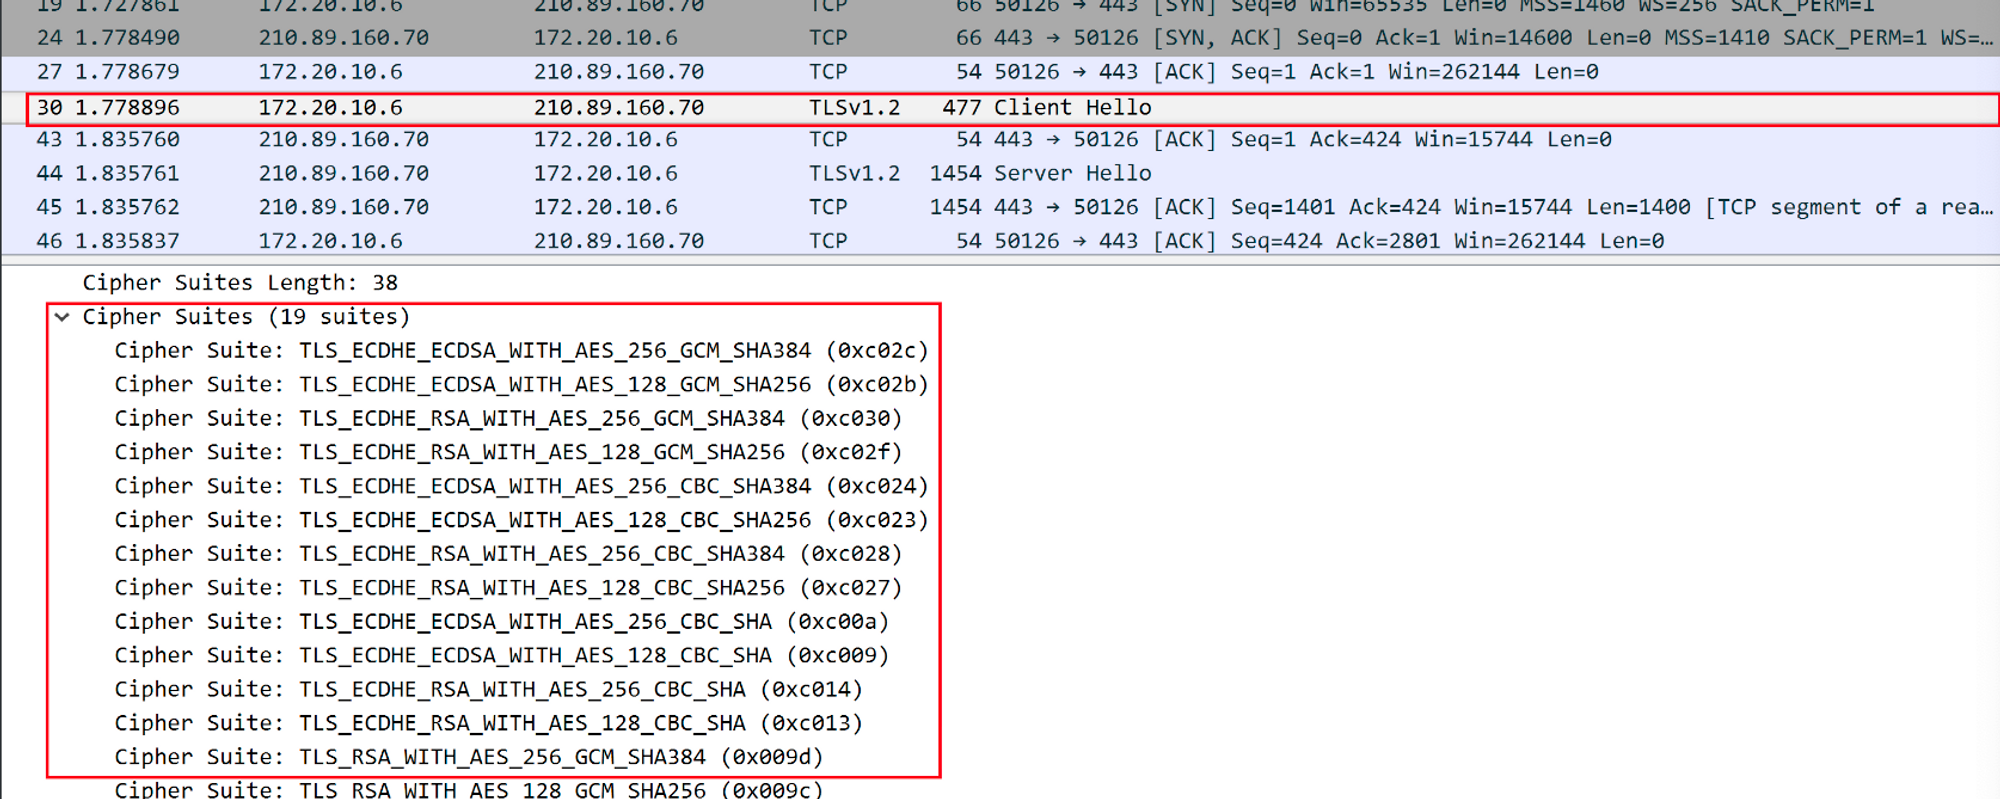 19 1.727861 172.20.10.6 210.89.160.70 TCP 66 50126 → 443 [SYN] Seq=0 Win=65535 Len=0 MSS=1460 WS=256 SACK_PERM=1
24 1.778490 210.89.160.70 172.20.10.6 TCP 66 443 → 50126 [SYN, ACK] Seq=0 Ack=1 Win=14600 Len=0 MSS=1410 SACK_PERM=1 WS=…
27 1.778679 172.20.10.6 210.89.160.70 TCP 54 50126 → 443 [ACK] Seq=1 Ack=1 Win=262144 Len=0
30 1.778896 172.20.10.6 210.89.160.70 TLSv1.2 477 Client Hello
43 1.835760 210.89.160.70 172.20.10.6 TCP 54 443 → 50126 [ACK] Seq=1 Ack=424 Win=15744 Len=0
44 1.835761 210.89.160.70 172.20.10.6 TLSv1.2 1454 Server Hello
45 1.835762 210.89.160.70 172.20.10.6 TCP 1454 443 → 50126 [ACK] Seq=1401 Ack=424 Win=15744 Len=1400 [TCP segment of a rea…
46 1.835837 172.20.10.6 210.89.160.70 TCP 54 50126 → 443 [ACK] Seq=424 Ack=2801 Win=262144 Len=0
Cipher Suites Length: 38
Cipher Suites (19 suites)
Cipher Suite: TLS_ECDHE_ECDSA_WITH_AES_256_GCM_SHA384 (0xc02c)
Cipher Suite: TLS_ECDHE_ECDSA_WITH_AES_128_GCM_SHA256 (0xc02b)
Cipher Suite: TLS_ECDHE_RSA_WITH_AES_256_GCM_SHA384 (0xc030)
Cipher Suite: TLS_ECDHE_RSA_WITH_AES_128_GCM_SHA256 (0xc02f)
Cipher Suite: TLS_ECDHE_ECDSA_WITH_AES_256_CBC_SHA384 (0xc024)
Cipher Suite: TLS_ECDHE_ECDSA_WITH_AES_128_CBC_SHA256 (0xc023)
Cipher Suite: TLS_ECDHE_RSA_WITH_AES_256_CBC_SHA384 (0xc028)
Cipher Suite: TLS_ECDHE_RSA_WITH_AES_128_CBC_SHA256 (0xc027)
Cipher Suite: TLS_ECDHE_ECDSA_WITH_AES_256_CBC_SHA (0xc00a)
Cipher Suite: TLS_ECDHE_ECDSA_WITH_AES_128_CBC_SHA (0xc009)
Cipher Suite: TLS_ECDHE_RSA_WITH_AES_256_CBC_SHA (0xc014)
Cipher Suite: TLS_ECDHE_RSA_WITH_AES_128_CBC_SHA (0xc013)
Cipher Suite: TLS_RSA_WITH_AES_256_GCM_SHA384 (0x009d)
Cipher Suite: TLS_RSA_WITH_AES_128_GCM_SHA256 (0x009c)